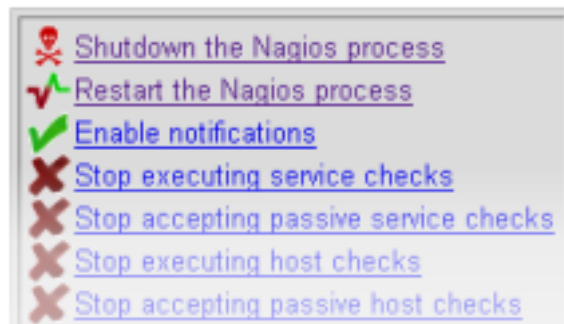 Shutdown the Nagios process
Restart the Nagios process
Enable notifications
Stop executing service checks
Stop accepting passive service checks
Stop executing host checks
Stop accepting passive host checks